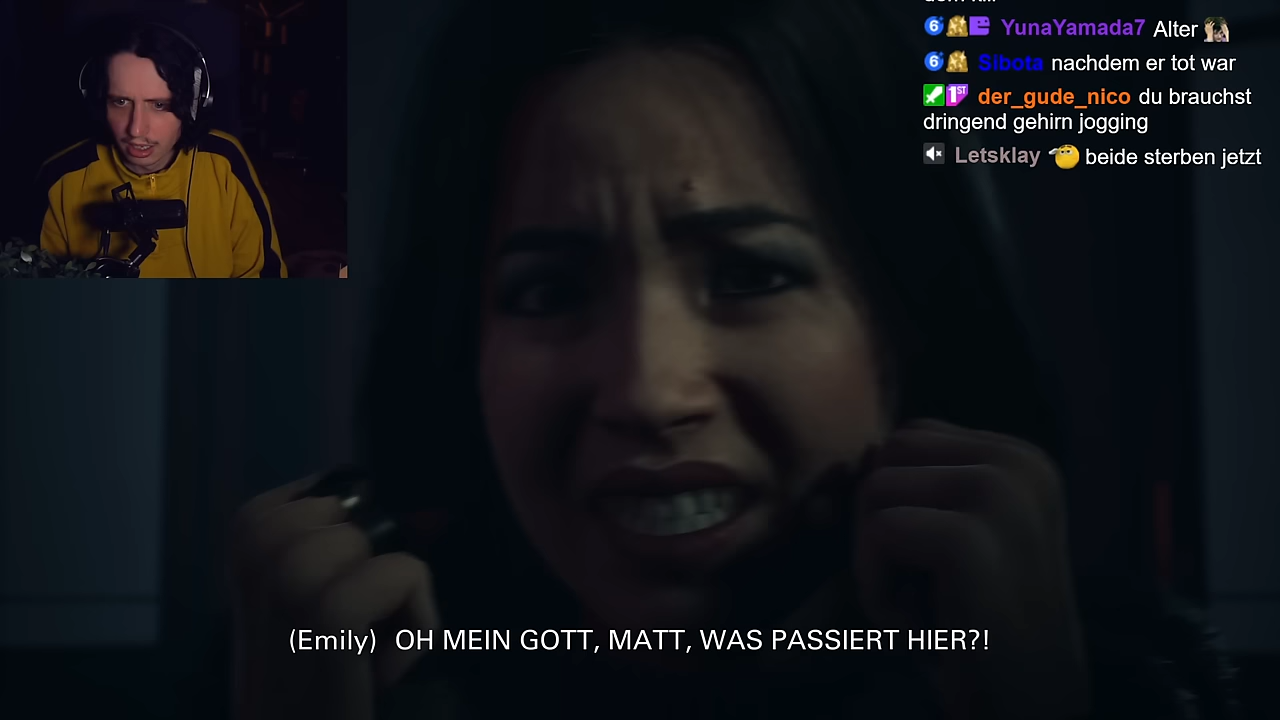 YunaYamada7 Alter
Sibota nachdem er tot war
der_gude_nico du brauchst
dringend gehirn jogging
Letsklay beide sterben jetzt
(Emily) OH MEIN GOTT, MATT, WAS PASSIERT HIER?!